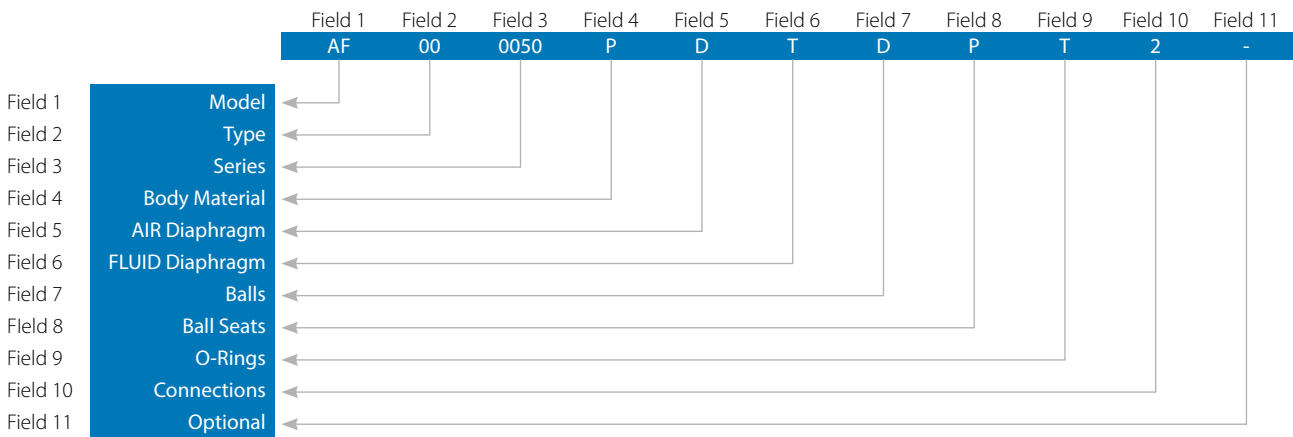 Field 1 Field 2 Field 3 Field 4 Field 5 Field 6 Field 7 Field 8 Field 9 Field 10 Field 11
AF 00 0050 P D T D P T 2 -
Field 1 Model
Field 2 Type
Field 3 Series
Field 4 Body Material
Field 5 AIR Diaphragm
Field 6 FLUID Diaphragm
Field 7 Balls
FIeld 8 Ball Seats
Field 9 O-Rings
Field 10 Connections
Field 11 Optional